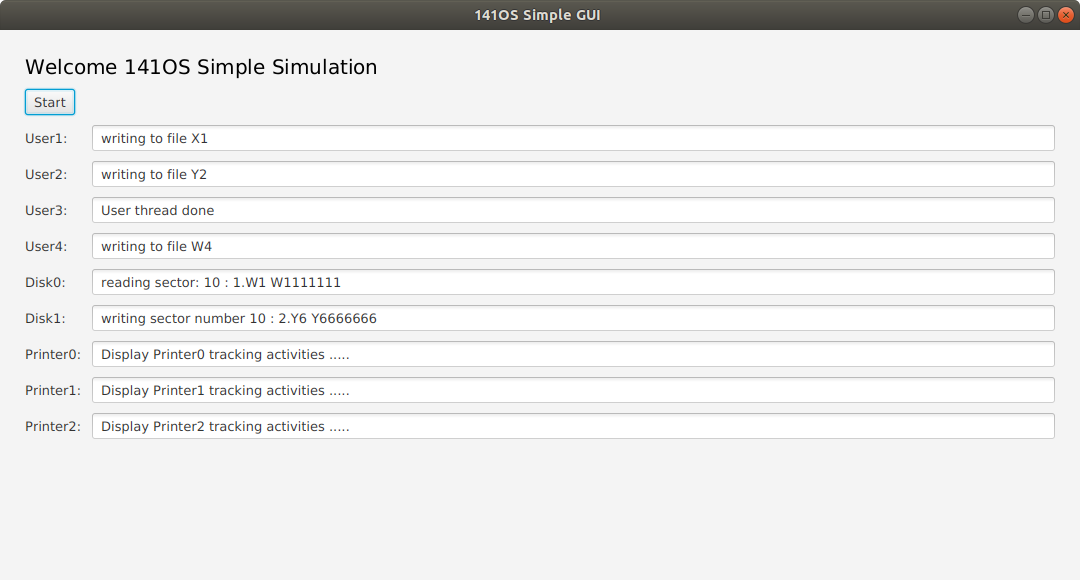 141OS Simple GUI
Welcome 141OS Simple Simulation
Start
User1: writing to file X1
User2: writing to file Y2
User3: User thread done
User4: writing to file W4
Disk0: reading sector: 10 : 1.W1 W1111111
Disk1: writing sector number 10 : 2.Y6 Y6666666
Printer0: Display Printer0 tracking activities .....
Printer1: Display Printer1 tracking activities .....
Printer2: Display Printer2 tracking activities .....